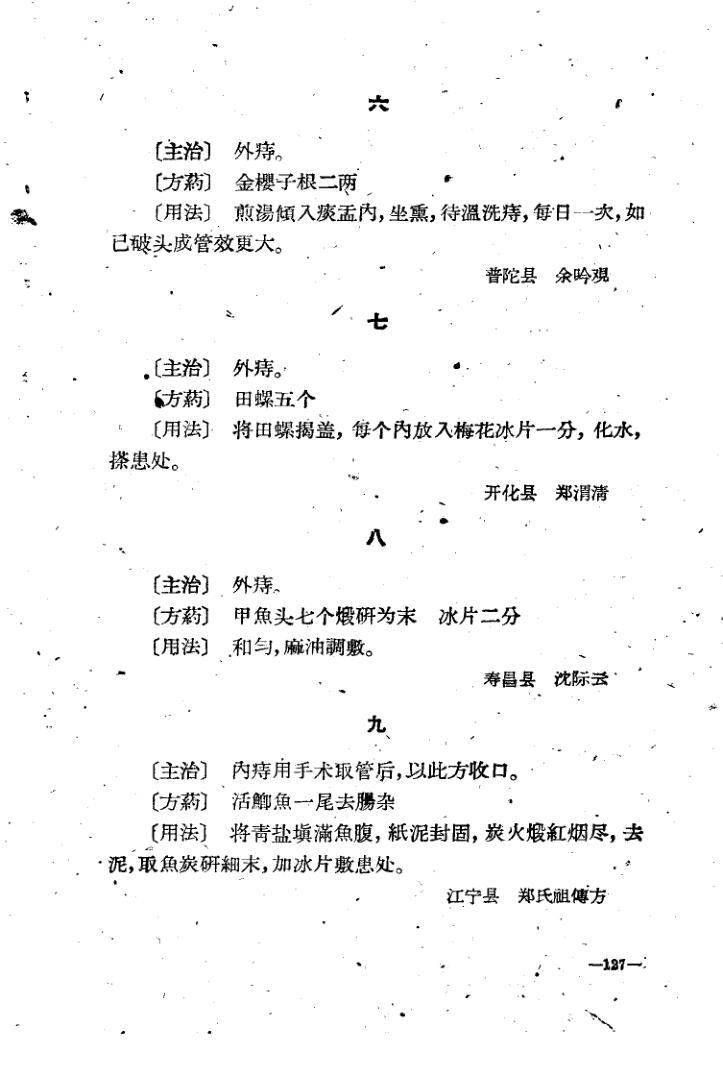 六
〔主治〕 外痔。
〔方葯〕 金櫻子根二两
〔用法〕 煎湯傾入痰盂内，坐熏，待溫洗痔，每日一次，如
已破头成管效更大。
普陀县 余吟覌
七
〔主治〕 外痔。
〔方葯〕 田螺五个
〔用法〕 将田螺揭盖，每个内放入梅花冰片一分，化水，
搽患处。
开化县 郑渭清
八
〔主治〕 外痔。
〔方葯〕 甲魚头七个煅研为末 冰片二分
〔用法〕 和匀，麻油調敷。
寿昌县 沈际云
九
〔主治〕 内痔用手术取管后，以此方收口。
〔方葯〕 活鯽魚一尾去腸杂
〔用法〕 将青盐塡滿魚腹，紙泥封固，炭火煅紅烟尽，去
泥，取魚炭研細末，加冰片敷患处。
江宁县 郑氏祖傳方
—127—